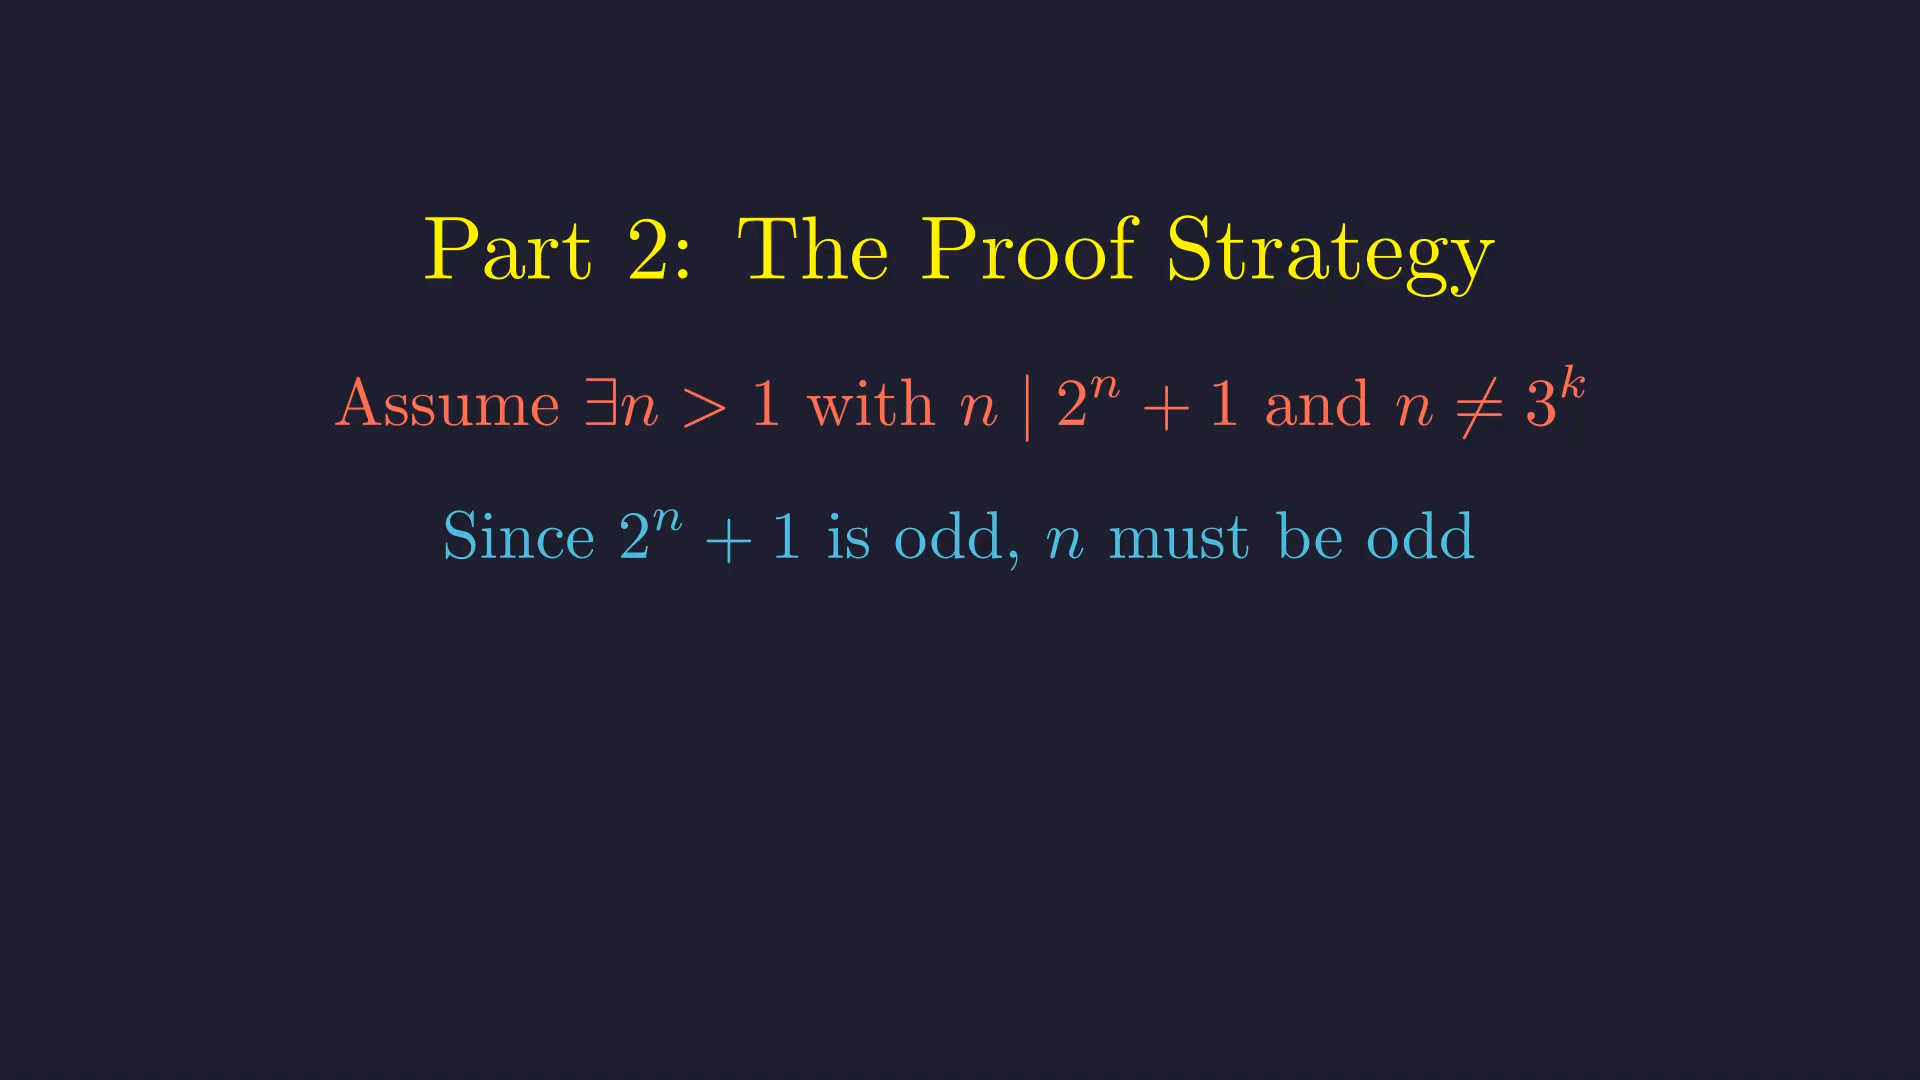 Part 2: The Proof Strategy
Assume ∃n > 1 with n | 2ⁿ + 1 and n ≠ 3ᵏ
Since 2ⁿ + 1 is odd, n must be odd